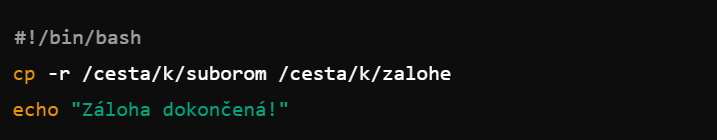 #!/bin/bash
cp -r /cesta/k/suborom /cesta/k/zalohe
echo "Záloha dokončená!"